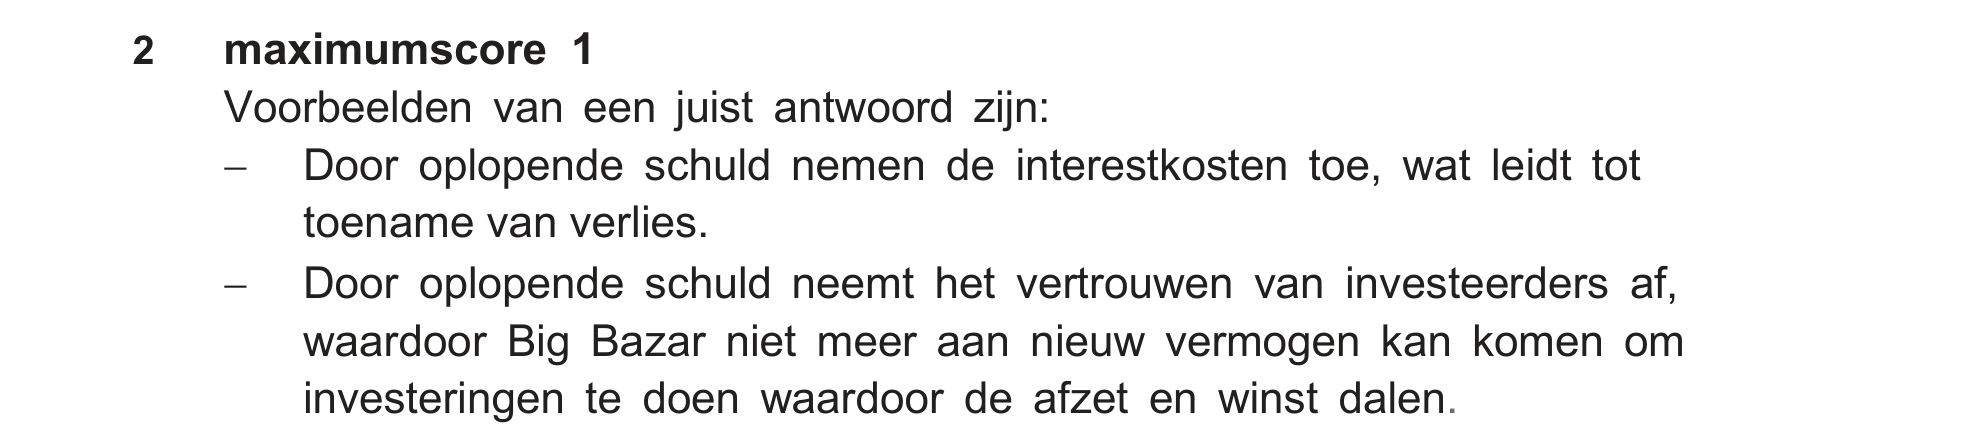 2 maximumscore 1
Voorbeelden van een juist antwoord zijn:
− Door oplopende schuld nemen de interestkosten toe, wat leidt tot
toename van verlies.
− Door oplopende schuld neemt het vertrouwen van investeerders af,
waardoor Big Bazar niet meer aan nieuw vermogen kan komen om
investeringen te doen waardoor de afzet en winst dalen.